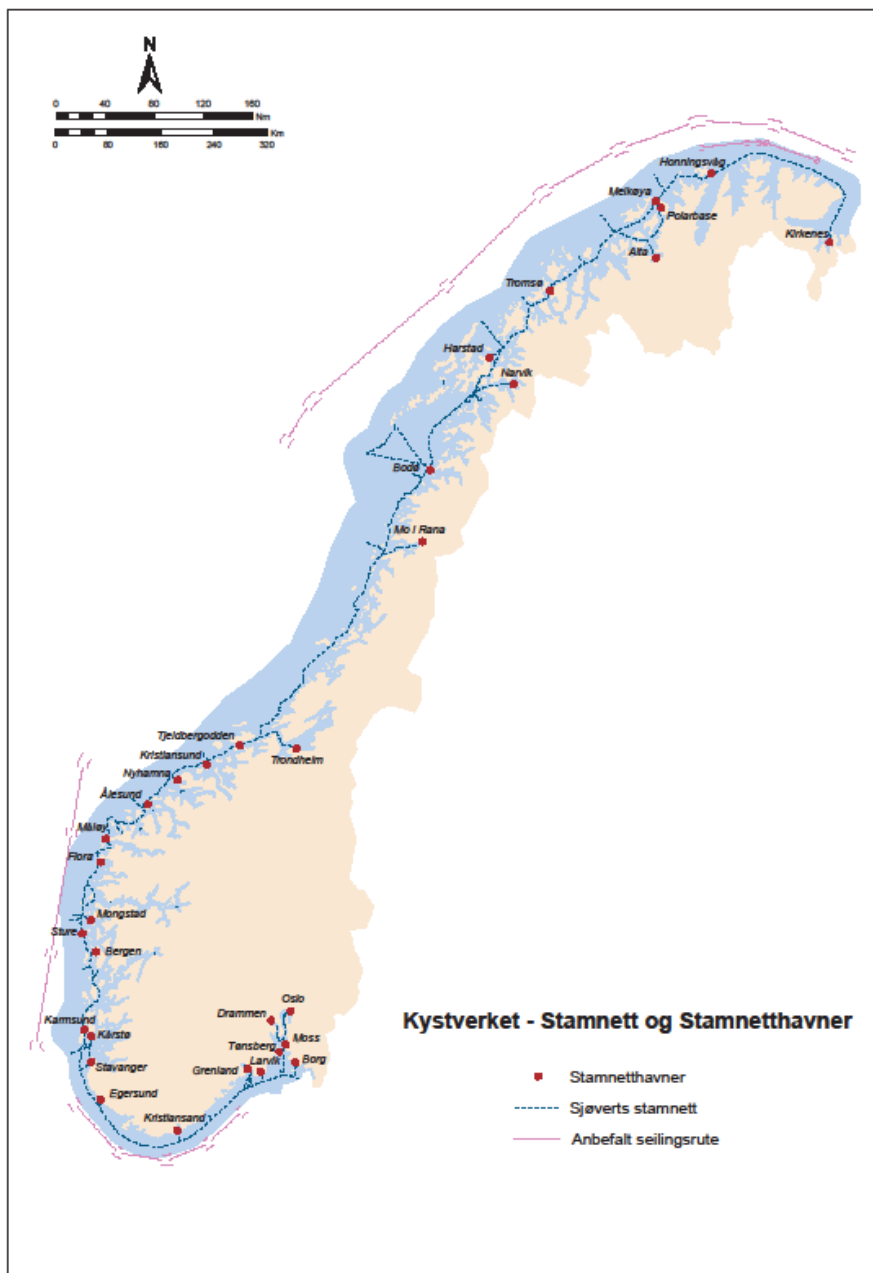 N
0 40 80 120 160
Nm
Km
0 80 160 240 320
Honningsvåg
Melkøya
Polarbase
Kirkenes
Alta
Tromsø
Harstad
Narvik
Bodø
Mo i Rana
Tjeldbergodden
Kristiansund
Trondheim
Nyhamna
Ålesund
Måløy
Florø
Mongstad
Sture
Bergen
Oslo
Drammen
Karmsund
Kårstø
Moss
Tønsberg
Larvik
Borg
Stavanger
Grenland
Egersund
Kristiansand
Kystverket - Stamnett og Stamnetthavner
Stamnetthavner
Sjøverts stamnett
Anbefalt seilingsrute